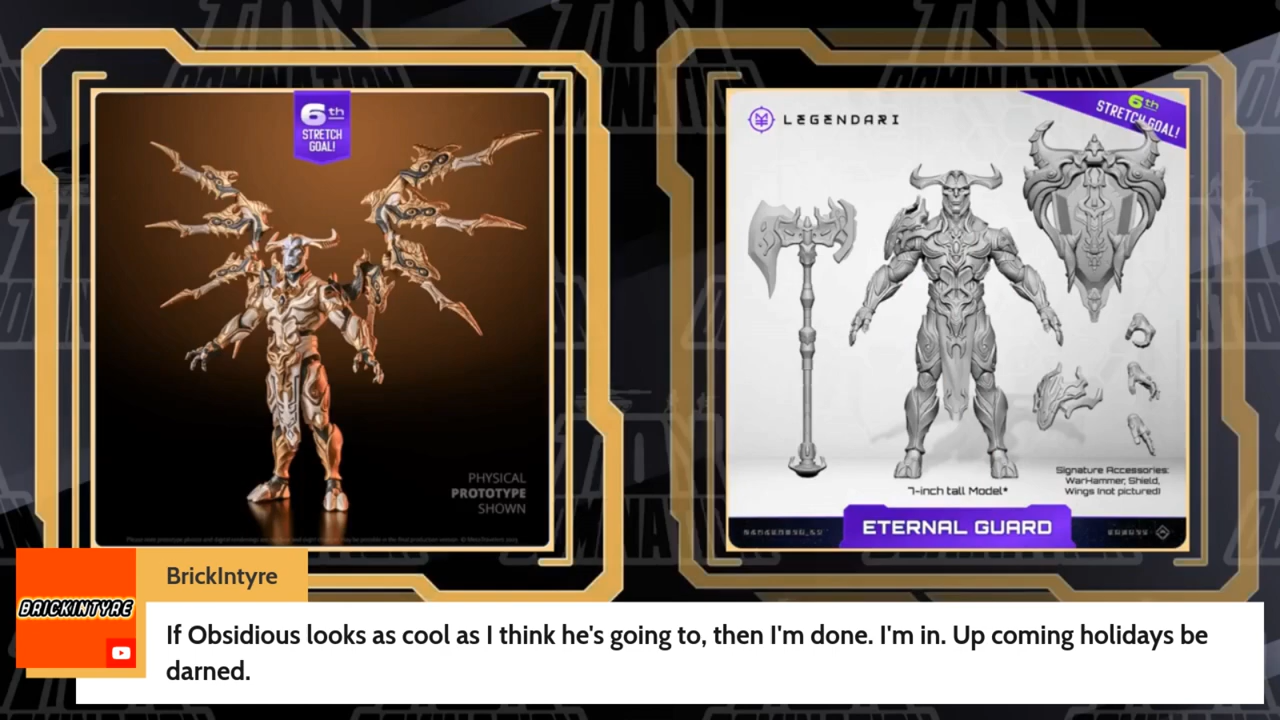 TOY
DOMINATION
6th
STRETCH
GOAL!
PHYSICAL
PROTOTYPE
SHOWN
LEGENDARI
6th
STRETCH GOAL!
7-inch tall Model*
Signature Accessories:
WarHammer, Shield,
Wings (not pictured)
ETERNAL GUARD
BrickIntyre
BRICKINTYRE
If Obsidious looks as cool as I think he's going to, then I'm done. I'm in. Up coming holidays be
darned.